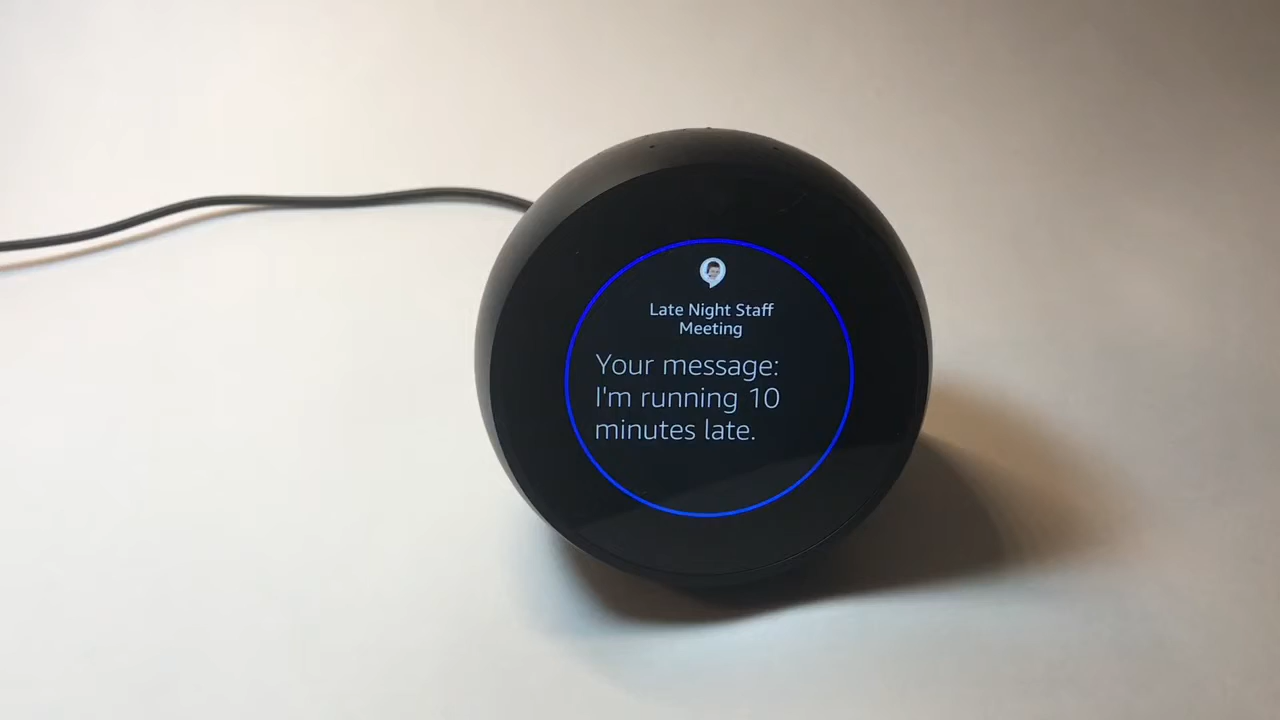 Late Night Staff
Meeting
Your message:
I'm running 10
minutes late.